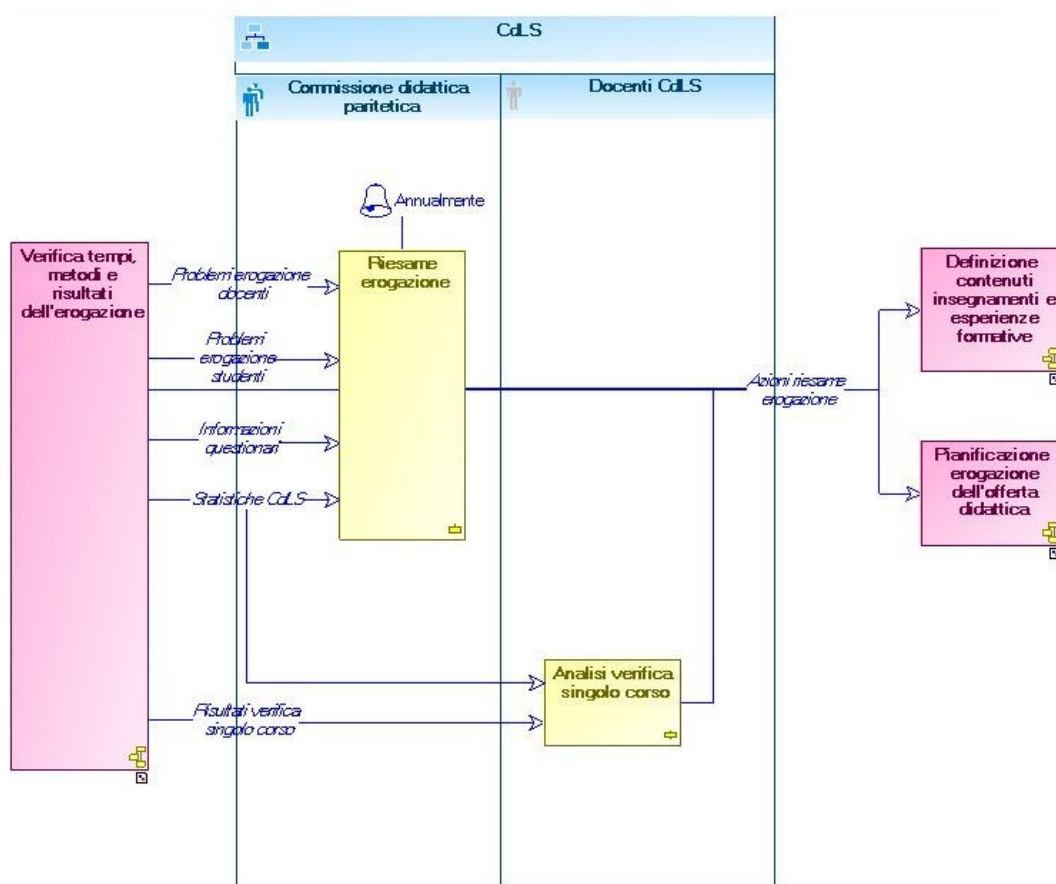 CdLS
Commissione didattica
paritetica
Docenti CdLS
Annualmente
Verifica tempi,
metodi e
risultati
dell'erogazione
Problemi erogazione
docenti
Problemi
erogazione
studenti
Informazioni
questionari
Statistiche CdLS
Risultati verifica
singolo corso
Riesame
erogazione
Analisi verifica
singolo corso
Azioni riesame
erogazione
Definizione
contenuti
insegnamenti e
esperienze
formative
Pianificazione
erogazione
dell'offerta
didattica